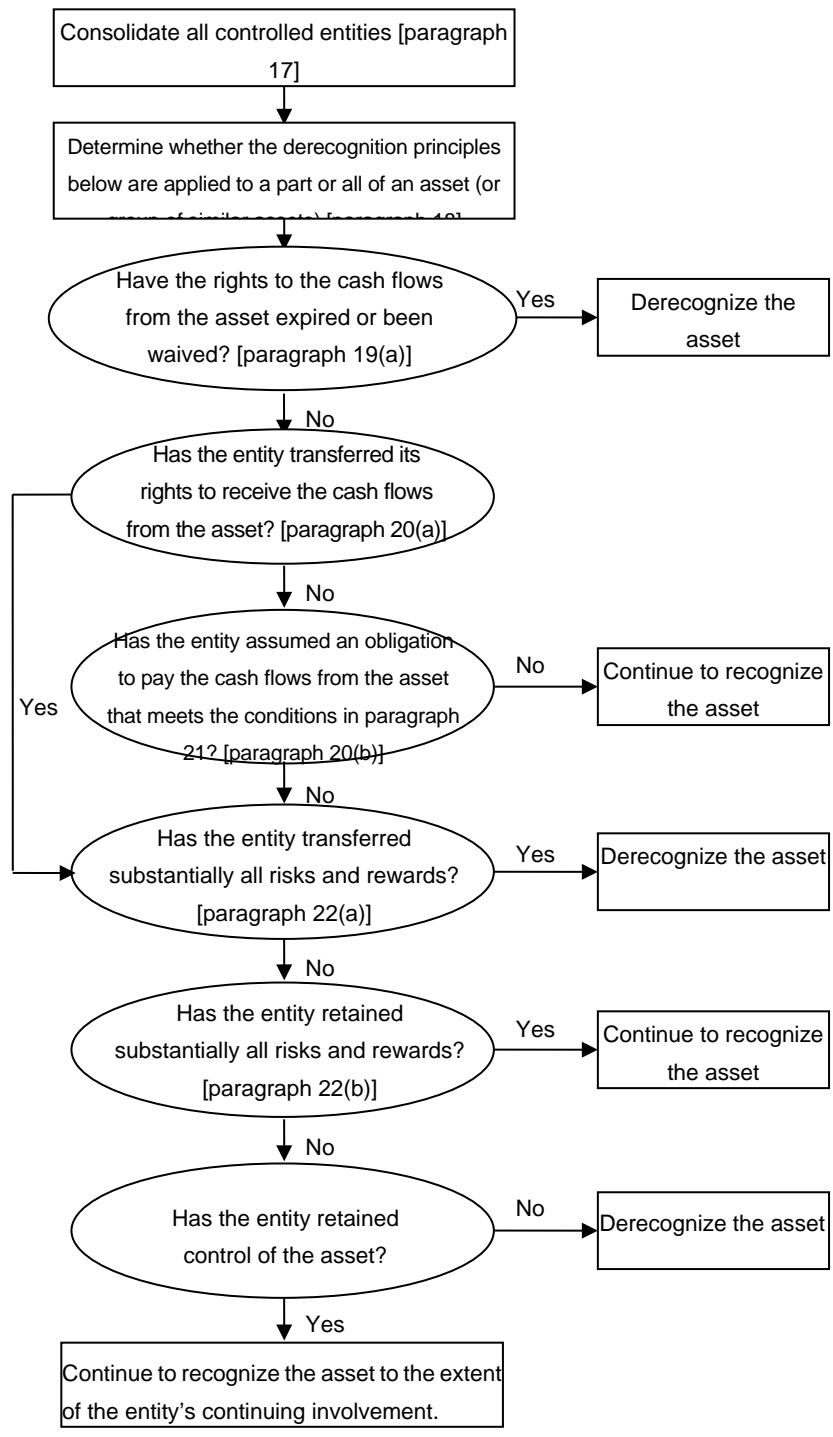 Consolidate all controlled entities [paragraph
17]
Determine whether the derecognition principles
below are applied to a part or all of an asset (or
group of similar assets) [paragraph 18]
Have the rights to the cash flows
from the asset expired or been
waived? [paragraph 19(a)]
Yes
Derecognize the
asset
No
Has the entity transferred its
rights to receive the cash flows
from the asset? [paragraph 20(a)]
Yes
No
Has the entity assumed an obligation
to pay the cash flows from the asset
that meets the conditions in paragraph
21? [paragraph 20(b)]
No
Continue to recognize
the asset
No
Has the entity transferred
substantially all risks and rewards?
[paragraph 22(a)]
Yes
Derecognize the asset
No
Has the entity retained
substantially all risks and rewards?
[paragraph 22(b)]
Yes
Continue to recognize
the asset
No
Has the entity retained
control of the asset?
No
Derecognize the asset
Yes
Continue to recognize the asset to the extent
of the entity’s continuing involvement.